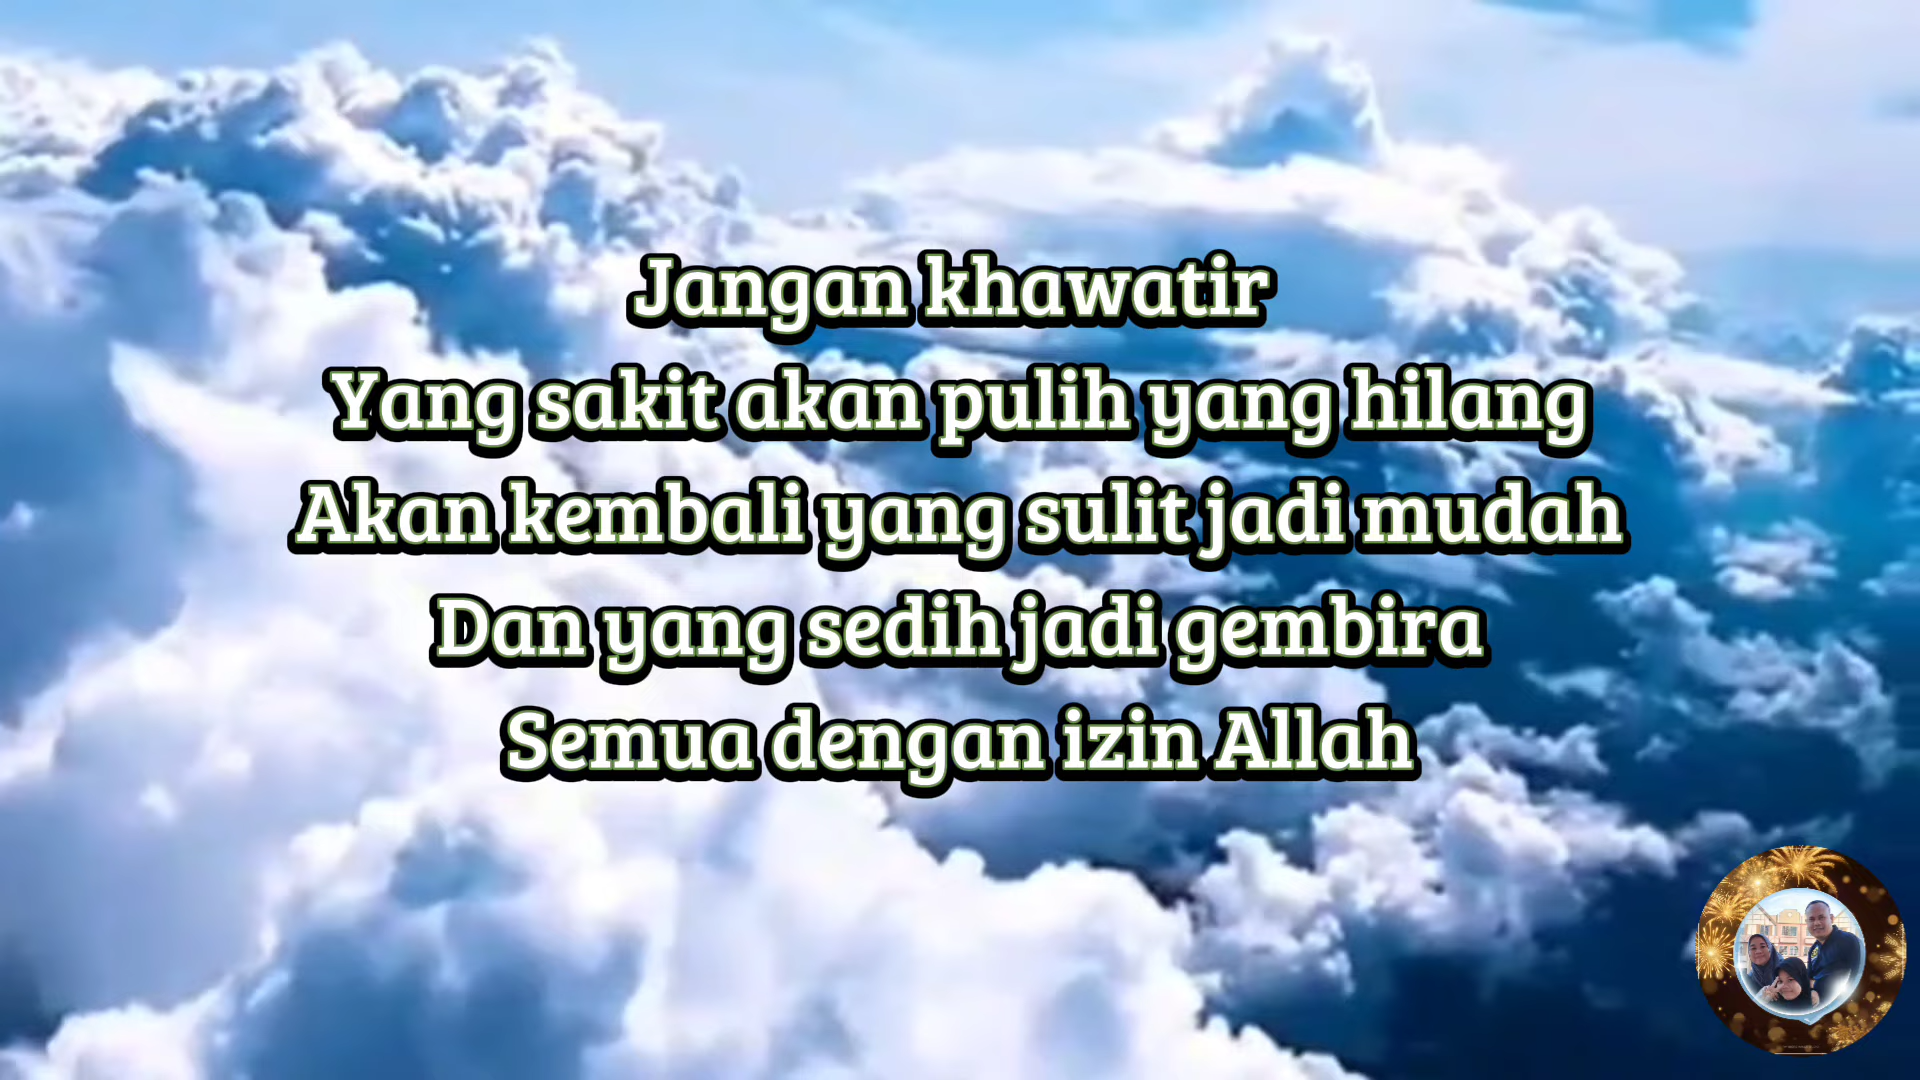 Jangan khawatir
Yang sakit akan pulih yang hilang
Akan kembali yang sulit jadi mudah
Dan yang sedih jadi gembira
Semua dengan izin Allah